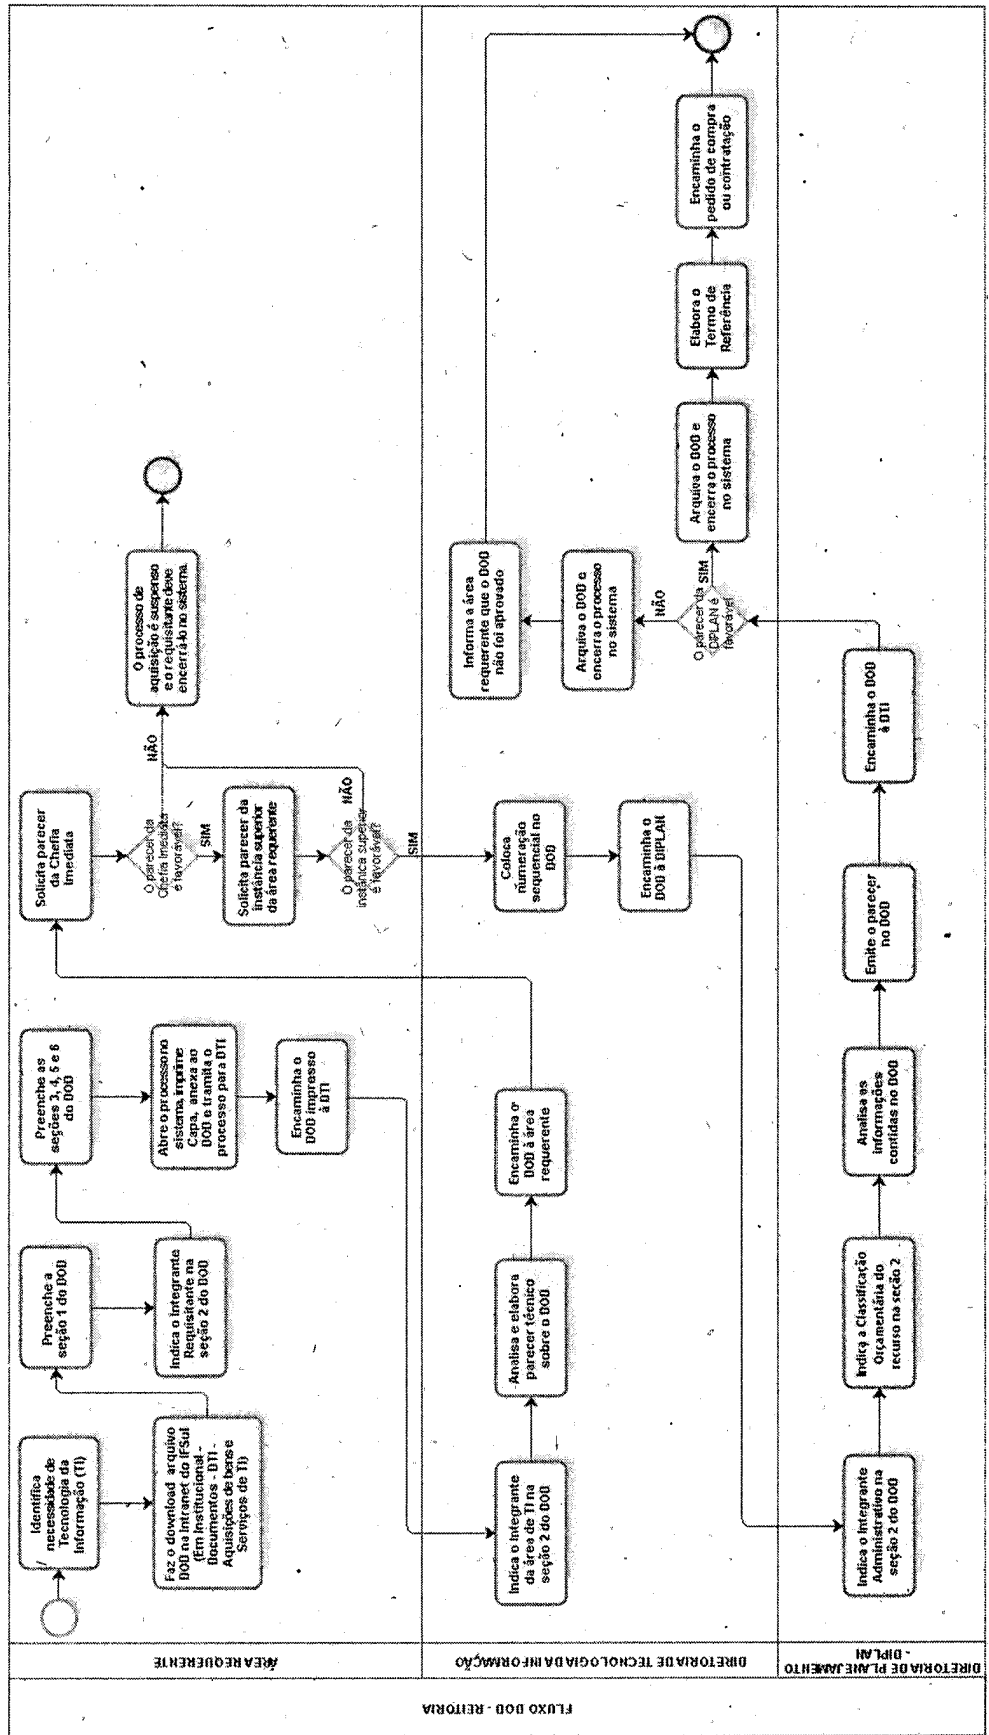 FLUXO DOD - REITORIA
ÁREA REQUERENTE
Identifica
necessidade de
Tecnologia da
Informação (TI)
Faz o download arquivo
DOD na Intranet do IFSul
(Em Institucional -
Documentos - DTI -
Aquisições de bens e
Serviços de TI)
Preenche a
seção 1 do DOD
Indica o Integrante
Requisitante na
seção 2 do DOD
Preenche as
seções 3, 4, 5 e 6
do DOD
Abre o processo no
sistema, imprime
Capa, anexa ao
DOD e tramita o
processo para DTI
Encaminha o
DOD impresso
à DTI
Solicita parecer
da Chefia
Imediata
O parecer da
Chefia Imediata
é favorável?
NÃO
SIM
O processo de
aquisição é suspenso
e o requisitante deve
encerrá-lo no sistema.
Solicita parecer da
instância superior
da área requerente
O parecer da
instânica superior
é favorável?
NÃO
SIM
DIRETORIA DE TECNOLOGIA DA INFORMAÇÃO
Indica o Integrante
da área de TI na
seção 2 do DOD
Analisa e elabora
parecer técnico
sobre o DOD
Encaminha o
DOD à área
requerente
Coloca
numeração
sequencial no
DOD
Encaminha o
DOD à DIPLAN
Informa a área
requerente que o DOD
não foi aprovado
Arquiva o DOD e
encerra o processo
no sistema
NÃO
SIM
O parecer da
DIPLAN é
favorável
Arquiva o DOD e
encerra o processo
no sistema
Elabora o
Termo de
Referência
Encaminha o
pedido de compra
ou contratação
DIRETORIA DE PLANEJAMENTO
- DIPLAN
Indica o Integrante
Administrativo na
seção 2 do DOD
Indica a Classificação
Orçamentária do
recurso na seção 2
Analisa as
informações
contidas no DOD
Emite o parecer
no DOD
Encaminha o DOD
à DTI